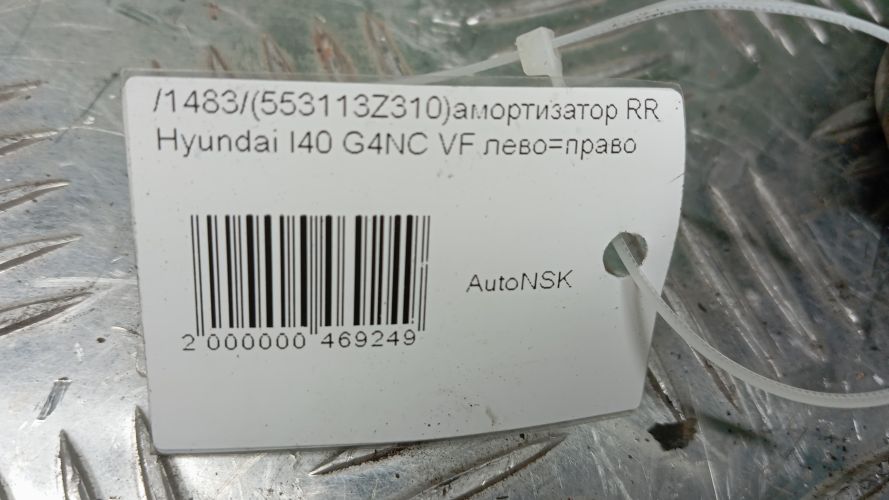 /1483/(553113Z310)амортизатор RR
Hyundai I40 G4NC VF лево=право
AutoNSK
2 000000 469249